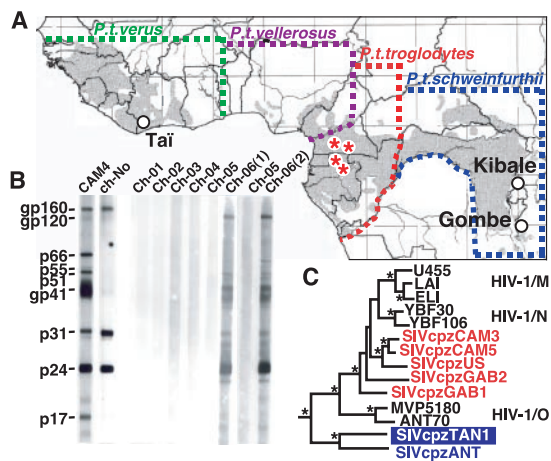 A
P.t.verus
P.t.vellerosus
P.t.troglodytes
P.t.schweinfurthii
Taï
Kibale
Gombe
B
CAM4
ch-No
Ch-01
Ch-02
Ch-03
Ch-04
Ch-05
Ch-06(1)
Ch-05
Ch-06(2)
gp160
gp120
p66
p55
p51
gp41
p31
p24
p17
C
U455
LAI
HIV-1/M
ELI
YBF30
HIV-1/N
YBF106
SIVcpzCAM3
SIVcpzCAM5
SIVcpzUS
SIVcpzGAB2
SIVcpzGAB1
MVP5180
HIV-1/O
ANT70
SIVcpzTAN1
SIVcpzANT